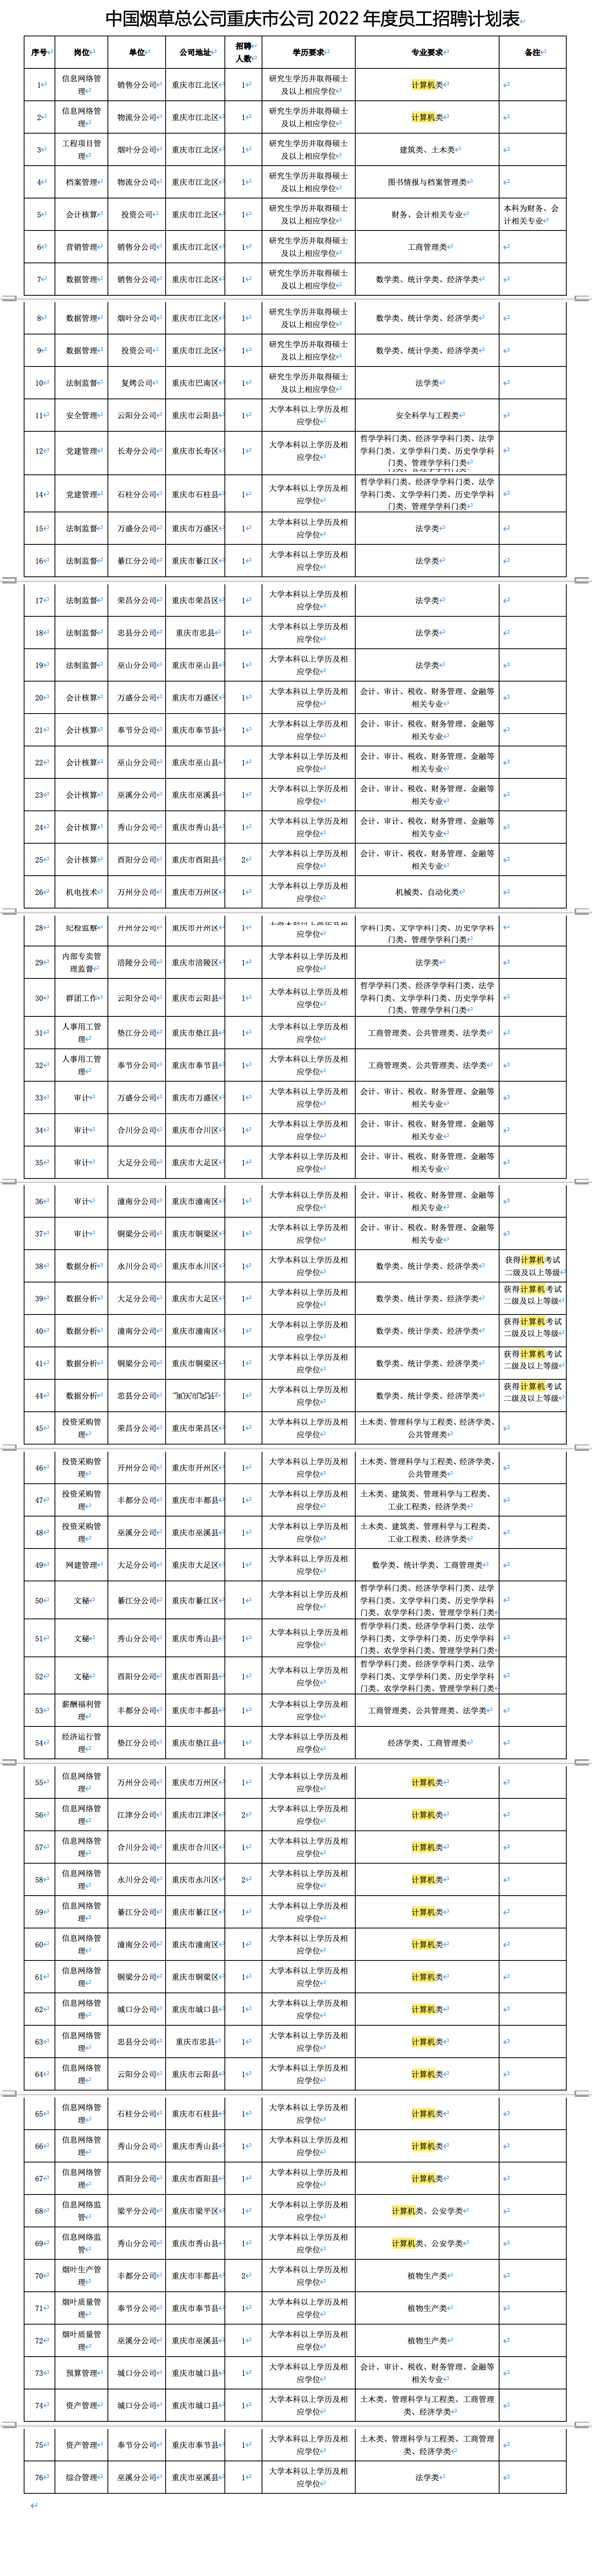 中国烟草总公司重庆市公司 2022 年度员工招聘计划表
序号 岗位 单位 公司地址 招聘人数 学历要求 专业要求 备注
1 信息网络管理 销售分公司 重庆市江北区 1 研究生学历并取得硕士及以上相应学位 计算机类
2 信息网络管理 物流分公司 重庆市江北区 1 研究生学历并取得硕士及以上相应学位 计算机类
3 工程项目管理 烟叶分公司 重庆市江北区 1 研究生学历并取得硕士及以上相应学位 建筑类、土木类
4 档案管理 物流分公司 重庆市江北区 1 研究生学历并取得硕士及以上相应学位 图书情报与档案管理类
5 会计核算 投资公司 重庆市江北区 1 研究生学历并取得硕士及以上相应学位 财务、会计相关专业 本科为财务、会计相关专业
6 营销管理 销售分公司 重庆市江北区 1 研究生学历并取得硕士及以上相应学位 工商管理类
7 数据管理 销售分公司 重庆市江北区 1 研究生学历并取得硕士及以上相应学位 数学类、统计学类、经济学类
8 数据管理 烟叶分公司 重庆市江北区 1 研究生学历并取得硕士及以上相应学位 数学类、统计学类、经济学类
9 数据管理 投资公司 重庆市江北区 1 研究生学历并取得硕士及以上相应学位 数学类、统计学类、经济学类
10 法制监督 复烤公司 重庆市巴南区 1 研究生学历并取得硕士及以上相应学位 法学类
11 安全管理 云阳分公司 重庆市云阳县 1 大学本科以上学历及相应学位 安全科学与工程类
12 党建管理 长寿分公司 重庆市长寿区 1 大学本科以上学历及相应学位 哲学学科门类、经济学学科门类、法学学科门类、文学学科门类、历史学学科门类、管理学学科门类
14 党建管理 石柱分公司 重庆市石柱县 1 大学本科以上学历及相应学位 哲学学科门类、经济学学科门类、法学学科门类、文学学科门类、历史学学科门类、管理学学科门类
15 法制监督 万盛分公司 重庆市万盛区 1 大学本科以上学历及相应学位 法学类
16 法制监督 綦江分公司 重庆市綦江区 1 大学本科以上学历及相应学位 法学类
17 法制监督 荣昌分公司 重庆市荣昌区 1 大学本科以上学历及相应学位 法学类
18 法制监督 忠县分公司 重庆市忠县 1 大学本科以上学历及相应学位 法学类
19 法制监督 巫山分公司 重庆市巫山县 1 大学本科以上学历及相应学位 法学类
20 会计核算 万盛分公司 重庆市万盛区 1 大学本科以上学历及相应学位 会计、审计、税收、财务管理、金融等相关专业
21 会计核算 奉节分公司 重庆市奉节县 1 大学本科以上学历及相应学位 会计、审计、税收、财务管理、金融等相关专业
22 会计核算 巫山分公司 重庆市巫山县 1 大学本科以上学历及相应学位 会计、审计、税收、财务管理、金融等相关专业
23 会计核算 巫溪分公司 重庆市巫溪县 1 大学本科以上学历及相应学位 会计、审计、税收、财务管理、金融等相关专业
24 会计核算 秀山分公司 重庆市秀山县 1 大学本科以上学历及相应学位 会计、审计、税收、财务管理、金融等相关专业
25 会计核算 酉阳分公司 重庆市酉阳县 2 大学本科以上学历及相应学位 会计、审计、税收、财务管理、金融等相关专业
26 机电技术 万州分公司 重庆市万州区 1 大学本科以上学历及相应学位 机械类、自动化类
28 纪检监察 开州分公司 重庆市开州区 1 应学位 学科门类、文学学科门类、历史学学科门类、管理学学科门类
29 内部专卖管理监督 涪陵分公司 重庆市涪陵区 1 大学本科以上学历及相应学位 法学类
30 群团工作 云阳分公司 重庆市云阳县 1 大学本科以上学历及相应学位 哲学学科门类、经济学学科门类、法学学科门类、文学学科门类、历史学学科门类、管理学学科门类
31 人事用工管理 垫江分公司 重庆市垫江县 1 大学本科以上学历及相应学位 工商管理类、公共管理类、法学类
32 人事用工管理 奉节分公司 重庆市奉节县 1 大学本科以上学历及相应学位 工商管理类、公共管理类、法学类
33 审计 万盛分公司 重庆市万盛区 1 大学本科以上学历及相应学位 会计、审计、税收、财务管理、金融等相关专业
34 审计 合川分公司 重庆市合川区 1 大学本科以上学历及相应学位 会计、审计、税收、财务管理、金融等相关专业
35 审计 大足分公司 重庆市大足区 1 大学本科以上学历及相应学位 会计、审计、税收、财务管理、金融等相关专业
36 审计 潼南分公司 重庆市潼南区 1 大学本科以上学历及相应学位 会计、审计、税收、财务管理、金融等相关专业
37 审计 铜梁分公司 重庆市铜梁区 1 大学本科以上学历及相应学位 会计、审计、税收、财务管理、金融等相关专业
38 数据分析 永川分公司 重庆市永川区 1 大学本科以上学历及相应学位 数学类、统计学类、经济学类 获得计算机考试二级及以上等级
39 数据分析 大足分公司 重庆市大足区 1 大学本科以上学历及相应学位 数学类、统计学类、经济学类 获得计算机考试二级及以上等级
40 数据分析 潼南分公司 重庆市潼南区 1 大学本科以上学历及相应学位 数学类、统计学类、经济学类 获得计算机考试二级及以上等级
41 数据分析 铜梁分公司 重庆市铜梁区 1 大学本科以上学历及相应学位 数学类、统计学类、经济学类 获得计算机考试二级及以上等级
44 数据分析 忠县分公司 1 大学本科以上学历及相应学位 数学类、统计学类、经济学类 获得计算机考试二级及以上等级
45 投资采购管理 荣昌分公司 重庆市荣昌区 1 大学本科以上学历及相应学位 土木类、管理科学与工程类、经济学类、公共管理类
46 投资采购管理 开州分公司 重庆市开州区 1 大学本科以上学历及相应学位 土木类、管理科学与工程类、经济学类、公共管理类
47 投资采购管理 丰都分公司 重庆市丰都县 1 大学本科以上学历及相应学位 土木类、建筑类、管理科学与工程类、工业工程类、经济学类
48 投资采购管理 巫溪分公司 重庆市巫溪县 1 大学本科以上学历及相应学位 土木类、建筑类、管理科学与工程类、工业工程类、经济学类
49 网建管理 大足分公司 重庆市大足区 1 大学本科以上学历及相应学位 数学类、统计学类、工商管理类
50 文秘 綦江分公司 重庆市綦江区 1 大学本科以上学历及相应学位 哲学学科门类、经济学学科门类、法学学科门类、文学学科门类、历史学学科门类、农学学科门类、管理学学科门类
51 文秘 秀山分公司 重庆市秀山县 1 大学本科以上学历及相应学位 哲学学科门类、经济学学科门类、法学学科门类、文学学科门类、历史学学科门类、农学学科门类、管理学学科门类
52 文秘 酉阳分公司 重庆市酉阳县 1 大学本科以上学历及相应学位 哲学学科门类、经济学学科门类、法学学科门类、文学学科门类、历史学学科门类、农学学科门类、管理学学科门类
53 薪酬福利管理 丰都分公司 重庆市丰都县 1 大学本科以上学历及相应学位 工商管理类、公共管理类、法学类
54 经济运行管理 垫江分公司 重庆市垫江县 1 大学本科以上学历及相应学位 经济学类、工商管理类
55 信息网络管理 万州分公司 重庆市万州区 1 大学本科以上学历及相应学位 计算机类
56 信息网络管理 江津分公司 重庆市江津区 2 大学本科以上学历及相应学位 计算机类
57 信息网络管理 合川分公司 重庆市合川区 1 大学本科以上学历及相应学位 计算机类
58 信息网络管理 永川分公司 重庆市永川区 2 大学本科以上学历及相应学位 计算机类
59 信息网络管理 綦江分公司 重庆市綦江区 1 大学本科以上学历及相应学位 计算机类
60 信息网络管理 潼南分公司 重庆市潼南区 1 大学本科以上学历及相应学位 计算机类
61 信息网络管理 铜梁分公司 重庆市铜梁区 1 大学本科以上学历及相应学位 计算机类
62 信息网络管理 城口分公司 重庆市城口县 1 大学本科以上学历及相应学位 计算机类
63 信息网络管理 忠县分公司 重庆市忠县 1 大学本科以上学历及相应学位 计算机类
64 信息网络管理 云阳分公司 重庆市云阳县 1 大学本科以上学历及相应学位 计算机类
65 信息网络管理 石柱分公司 重庆市石柱县 1 大学本科以上学历及相应学位 计算机类
66 信息网络管理 秀山分公司 重庆市秀山县 1 大学本科以上学历及相应学位 计算机类
67 信息网络管理 酉阳分公司 重庆市酉阳县 1 大学本科以上学历及相应学位 计算机类
68 信息网络监管 梁平分公司 重庆市梁平区 1 大学本科以上学历及相应学位 计算机类、公安学类
69 信息网络监管 秀山分公司 重庆市秀山县 1 大学本科以上学历及相应学位 计算机类、公安学类
70 烟叶生产管理 丰都分公司 重庆市丰都县 2 大学本科以上学历及相应学位 植物生产类
71 烟叶质量管理 奉节分公司 重庆市奉节县 1 大学本科以上学历及相应学位 植物生产类
72 烟叶质量管理 巫溪分公司 重庆市巫溪县 1 大学本科以上学历及相应学位 植物生产类
73 预算管理 城口分公司 重庆市城口县 1 大学本科以上学历及相应学位 会计、审计、税收、财务管理、金融等相关专业
74 资产管理 城口分公司 重庆市城口县 1 大学本科以上学历及相应学位 土木类、管理科学与工程类、工商管理类、经济学类
75 资产管理 奉节分公司 重庆市奉节县 1 大学本科以上学历及相应学位 土木类、管理科学与工程类、工商管理类、经济学类
76 综合管理 巫溪分公司 重庆市巫溪县 1 大学本科以上学历及相应学位 法学类